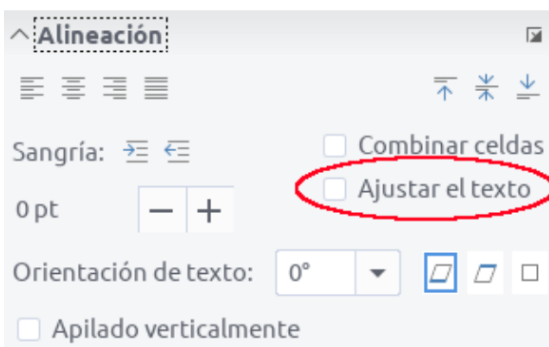 Alineación
Combinar celdas
Sangría:
Ajustar el texto
0 pt
Orientación de texto: 0°
Apilado verticalmente